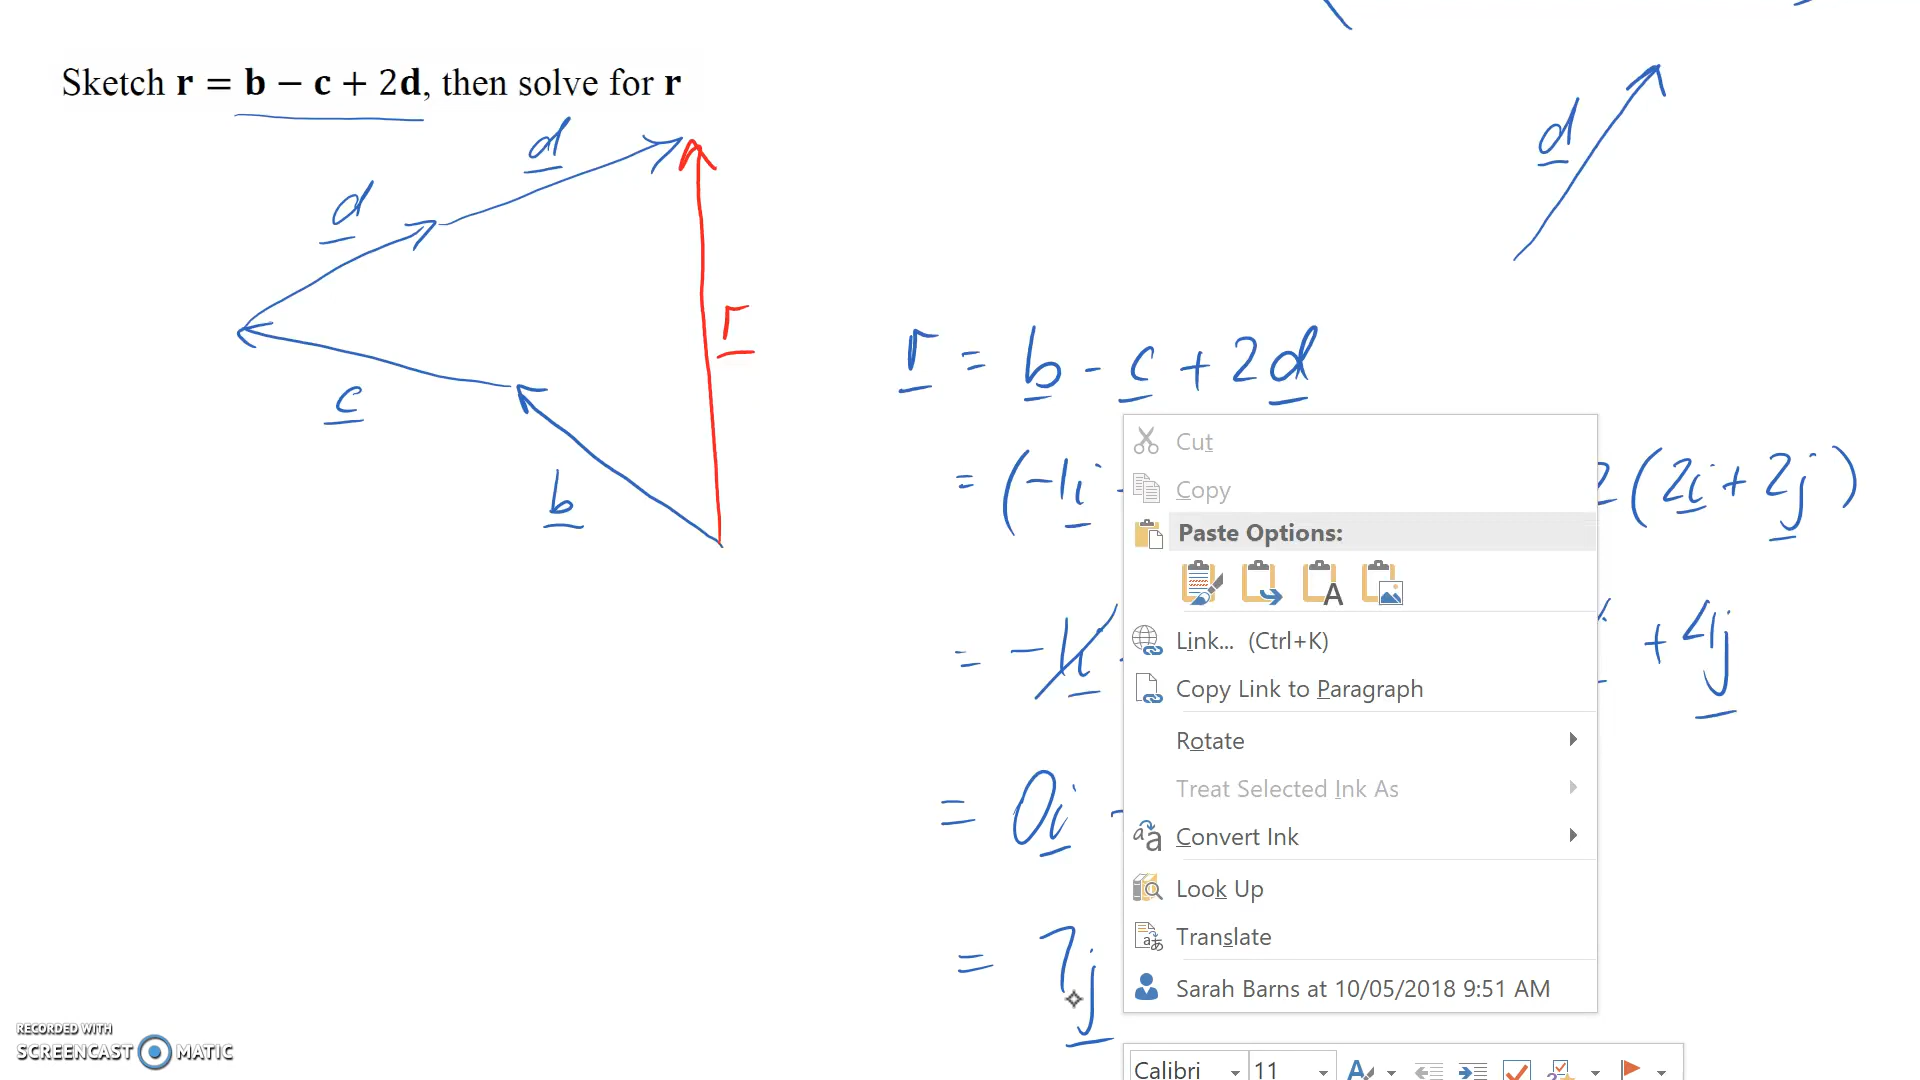 Sketch r = b − c + 2d, then solve for r
d
d
c
b
r
d
r = b - c + 2d
= (-1i
2(2i + 2j)
= -1i
+ 4j
= 0i
= 7j
Cut
Copy
Paste Options:
Link... (Ctrl+K)
Copy Link to Paragraph
Rotate
Treat Selected Ink As
Convert Ink
Look Up
Translate
Sarah Barns at 10/05/2018 9:51 AM
Calibri 11
RECORDED WITH
SCREENCAST MATIC